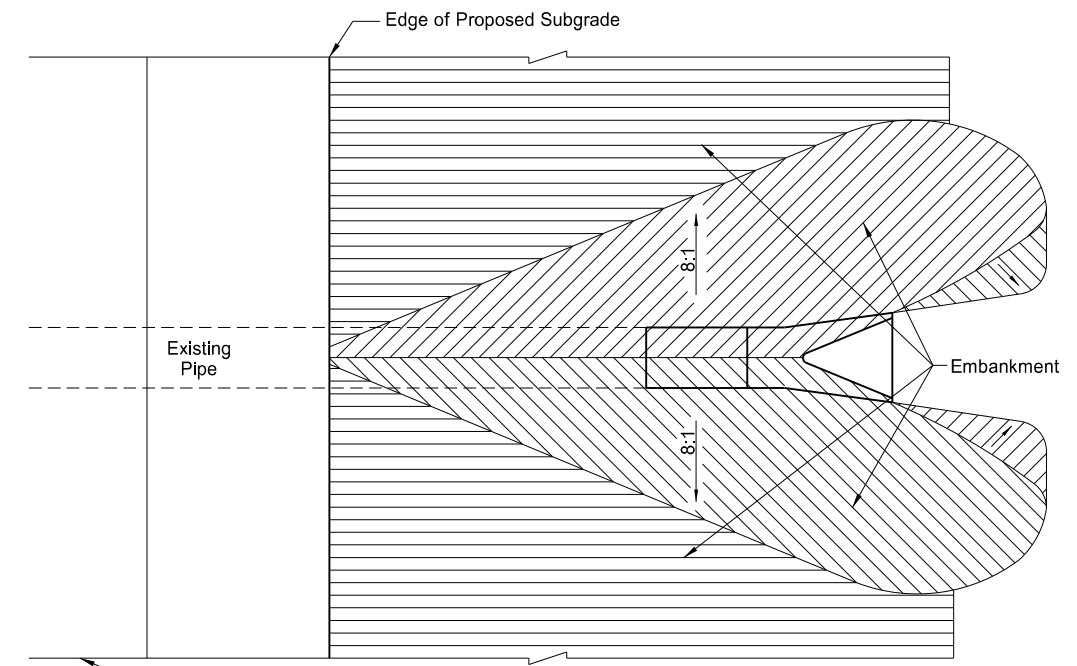 Edge of Proposed Subgrade
8:1
Existing
Pipe
Embankment
8:1